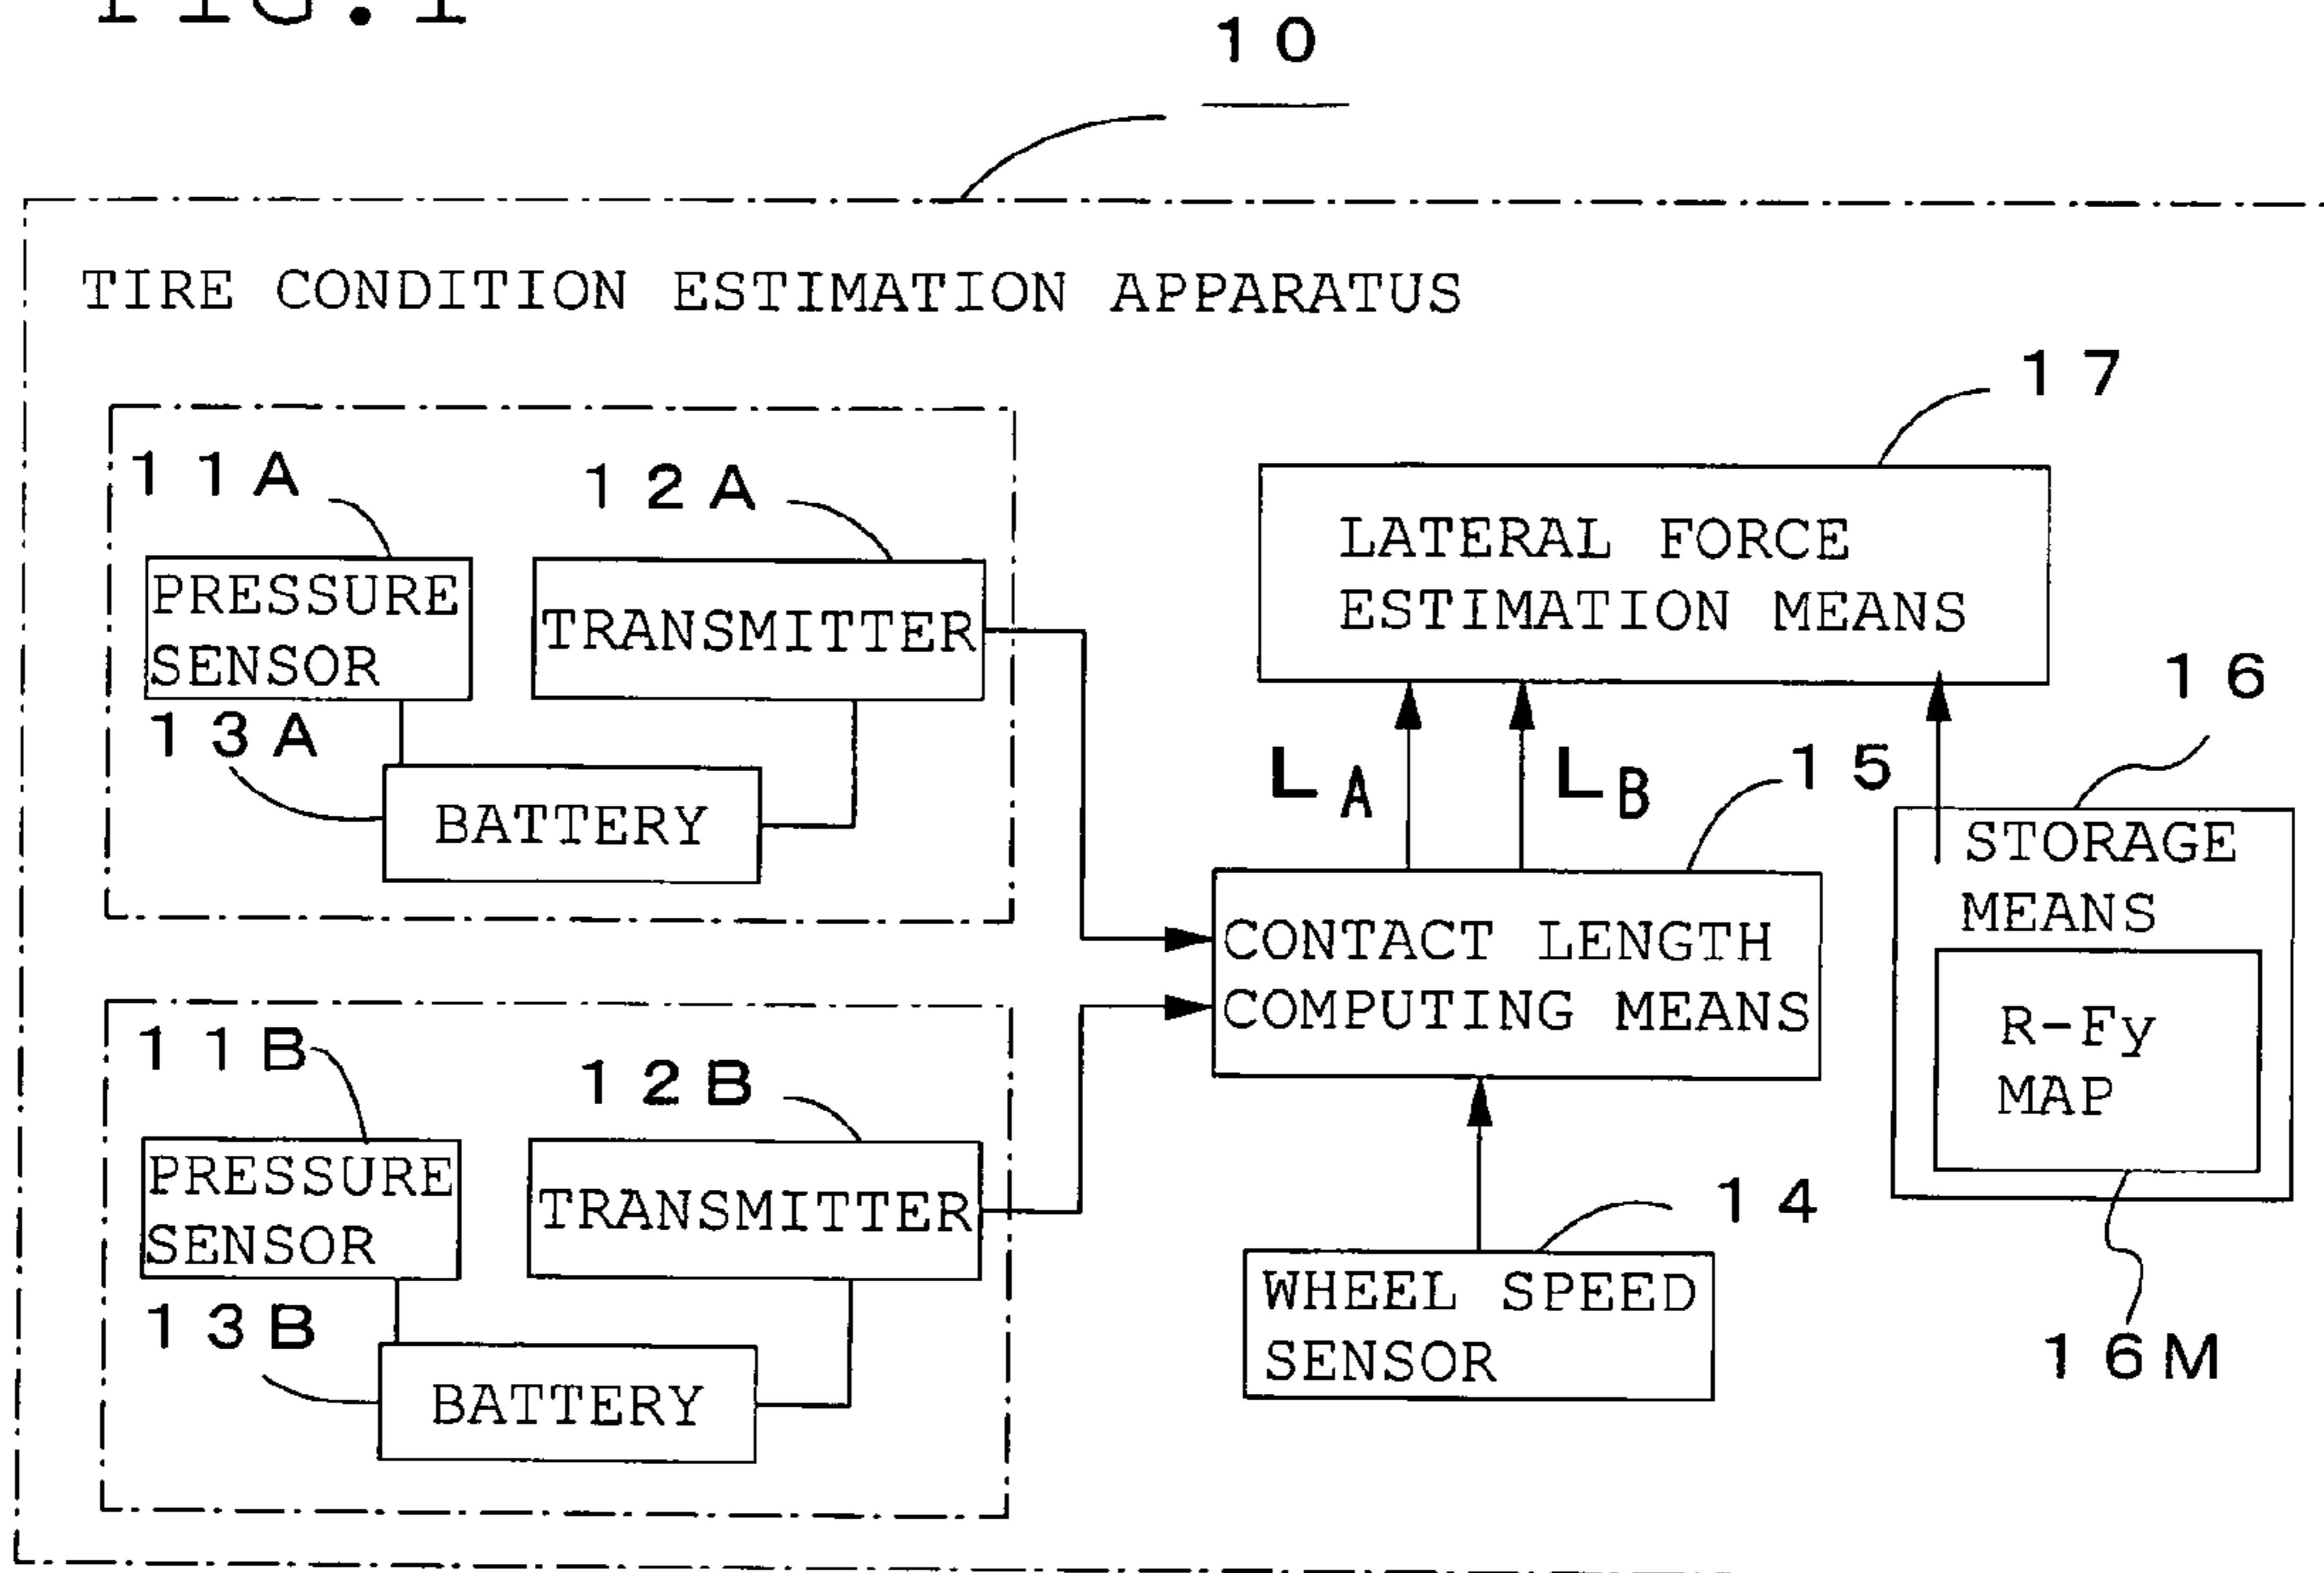 FIG.1
10
TIRE CONDITION ESTIMATION APPARATUS
17
11A
12A
LATERAL FORCE
ESTIMATION MEANS
PRESSURE
SENSOR
TRANSMITTER
16
13A
LA
LB
15
BATTERY
STORAGE
MEANS
CONTACT LENGTH
COMPUTING MEANS
R-Fy
MAP
11B
12B
PRESSURE
SENSOR
TRANSMITTER
14
13B
WHEEL SPEED
SENSOR
16M
BATTERY